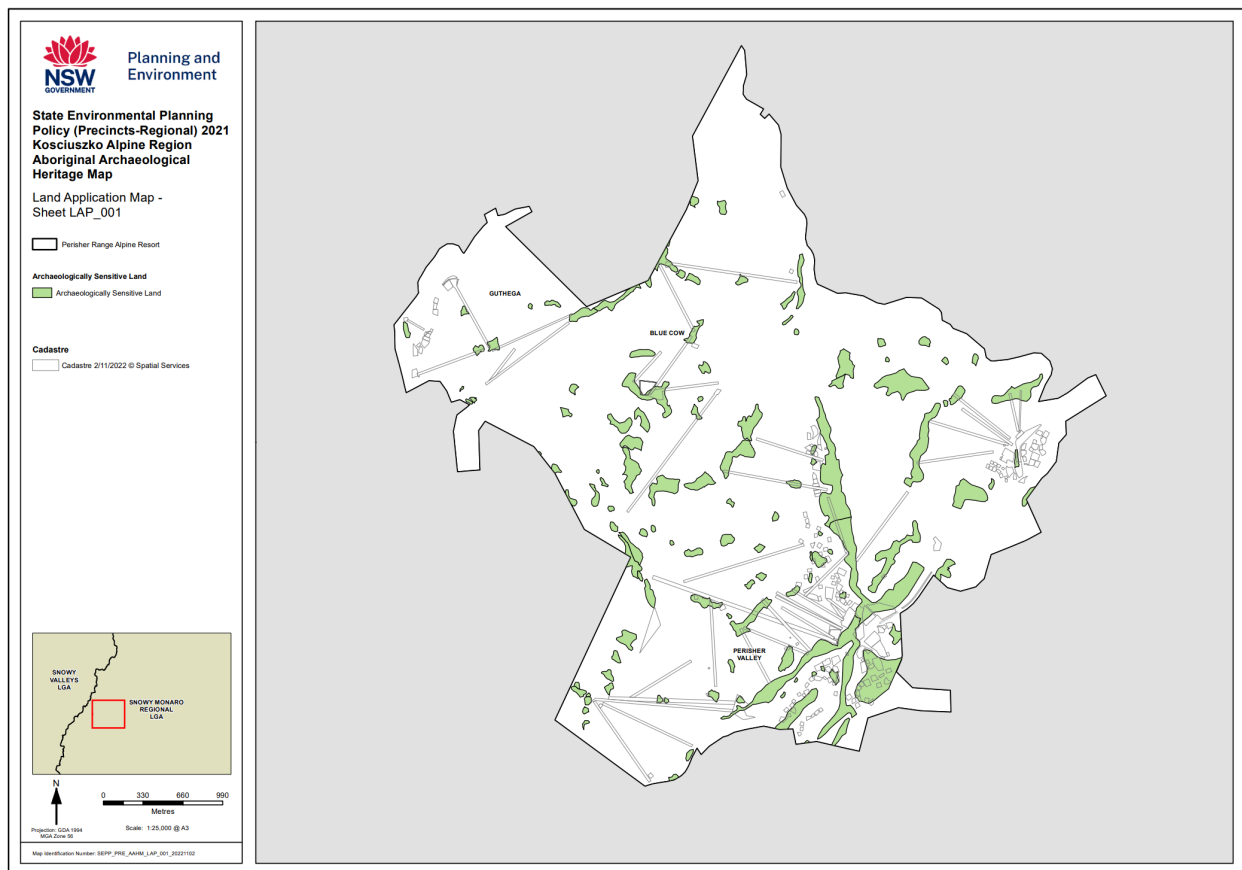 NSW
GOVERNMENT
Planning and
Environment
State Environmental Planning
Policy (Precincts-Regional) 2021
Kosciuszko Alpine Region
Aboriginal Archaeological
Heritage Map
Land Application Map -
Sheet LAP_001
Perisher Range Alpine Resort
Archaeologically Sensitive Land
Archaeologically Sensitive Land
Cadastre
Cadastre 2/11/2022 © Spatial Services
SNOWY
VALLEYS
LGA
SNOWY MONARO
REGIONAL
LGA
N
0 330 660 990
Metres
Projection: GDA 1994
MGA Zone 56
Scale: 1:25,000 @ A3
Map Identification Number: SEPP_PRE_AAHM_LAP_001_20221102
GUTHEGA
BLUE COW
PERISHER
VALLEY